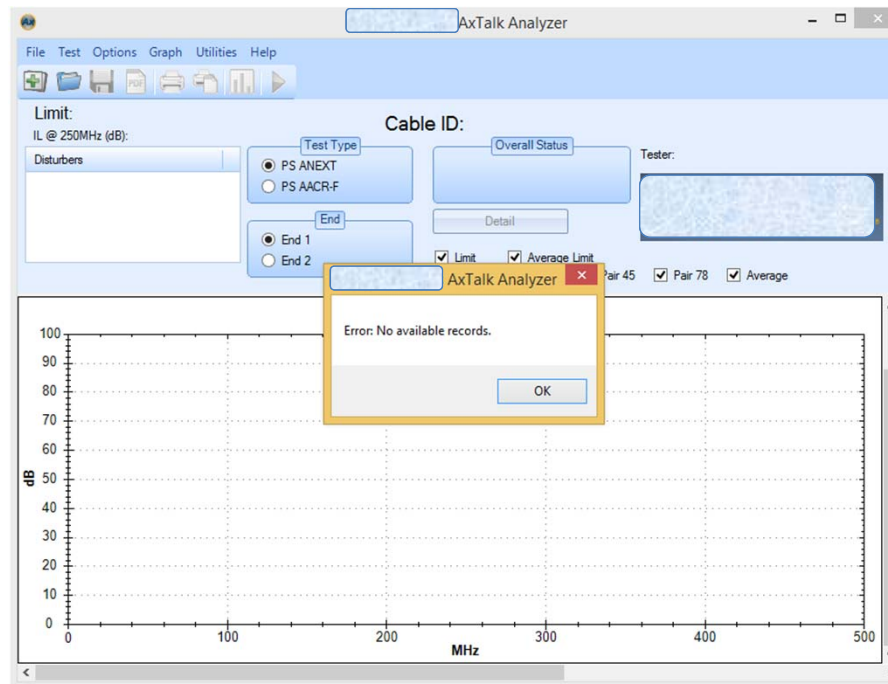 AxTalk Analyzer
File Test Options Graph Utilities Help
PDF
Limit:
IL @ 250MHz (dB):
Disturbers
Cable ID:
Test Type
PS ANEXT
PS AACR-F
Overall Status
Tester:
End
End 1
End 2
Detail
Limit Average Limit
Pair 45 Pair 78 Average
AxTalk Analyzer
Error: No available records.
OK
100
90
80
70
60
50
40
30
20
10
0
dB
0 100 200 300 400 500
MHz